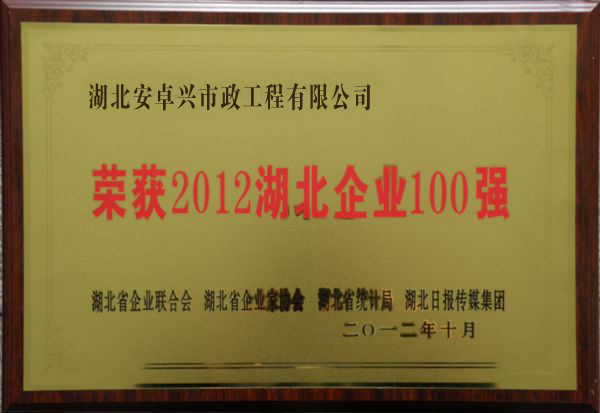 湖北安卓兴市政工程有限公司
荣获2012湖北企业100强
湖北省企业联合会 湖北省企业家协会 湖北省统计局 湖北日报传媒集团
二〇一二年十月